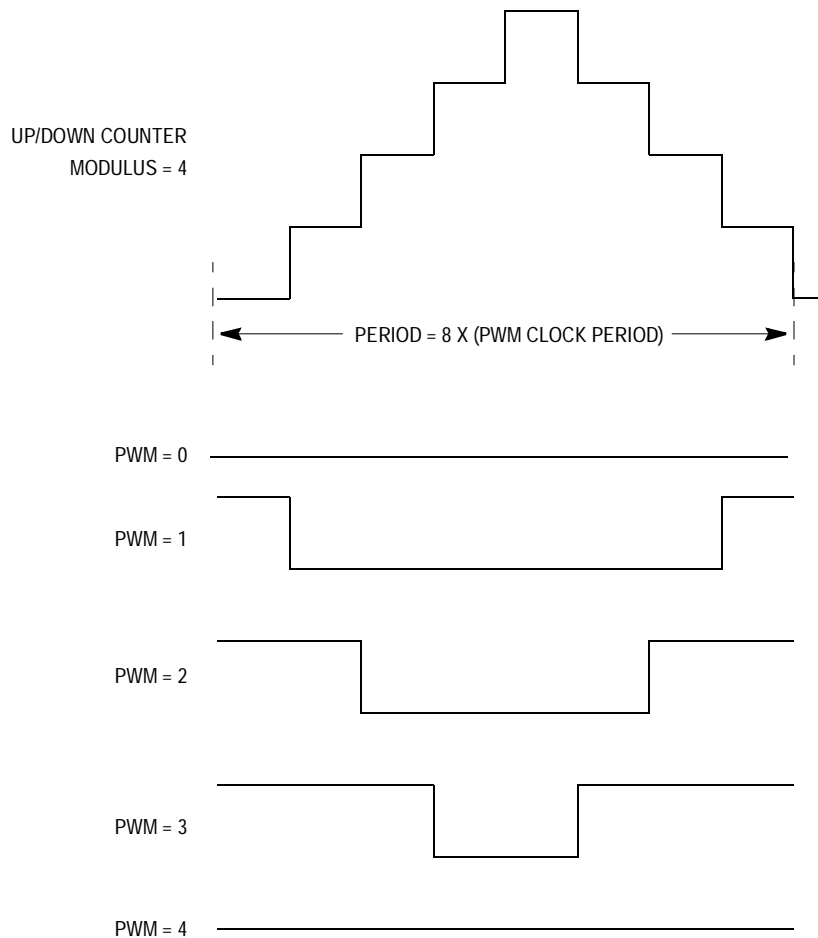 UP/DOWN COUNTER
MODULUS = 4
PERIOD = 8 X (PWM CLOCK PERIOD)
PWM = 0
PWM = 1
PWM = 2
PWM = 3
PWM = 4